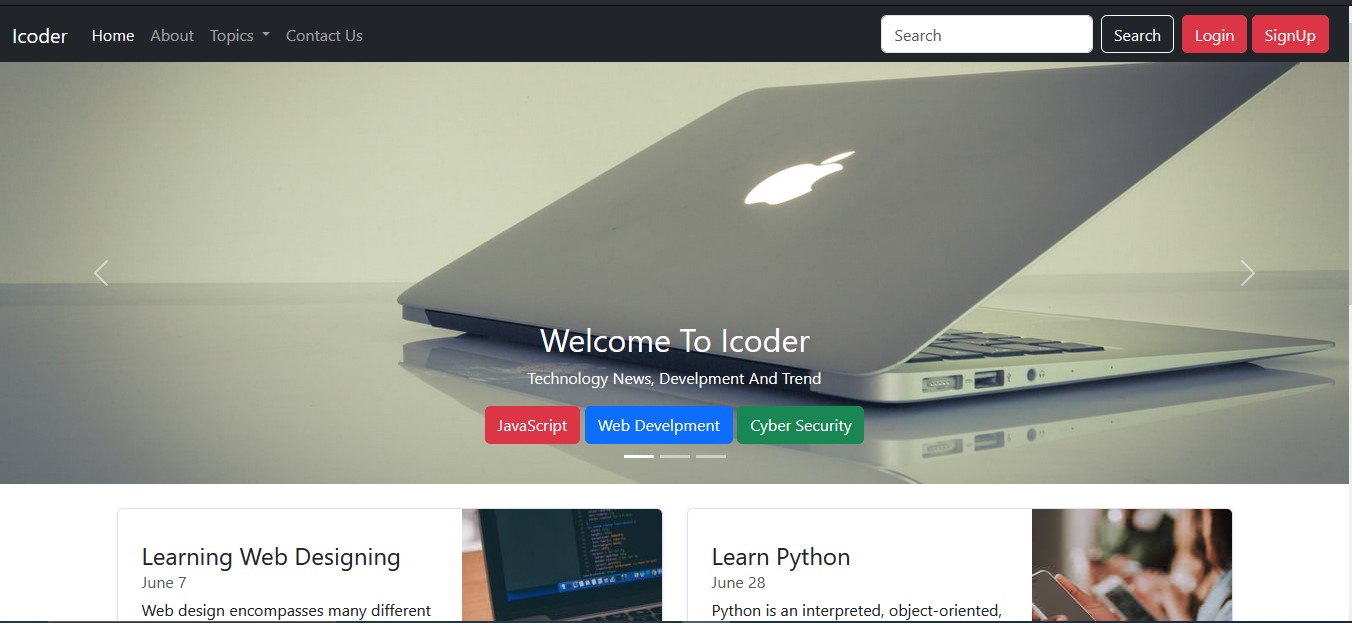 Icoder Home About Topics Contact Us Search Search Login SignUp
Welcome To Icoder
Technology News, Develpment And Trend
JavaScript Web Develpment Cyber Security
Learning Web Designing
June 7
Web design encompasses many different
Learn Python
June 28
Python is an interpreted, object-oriented,